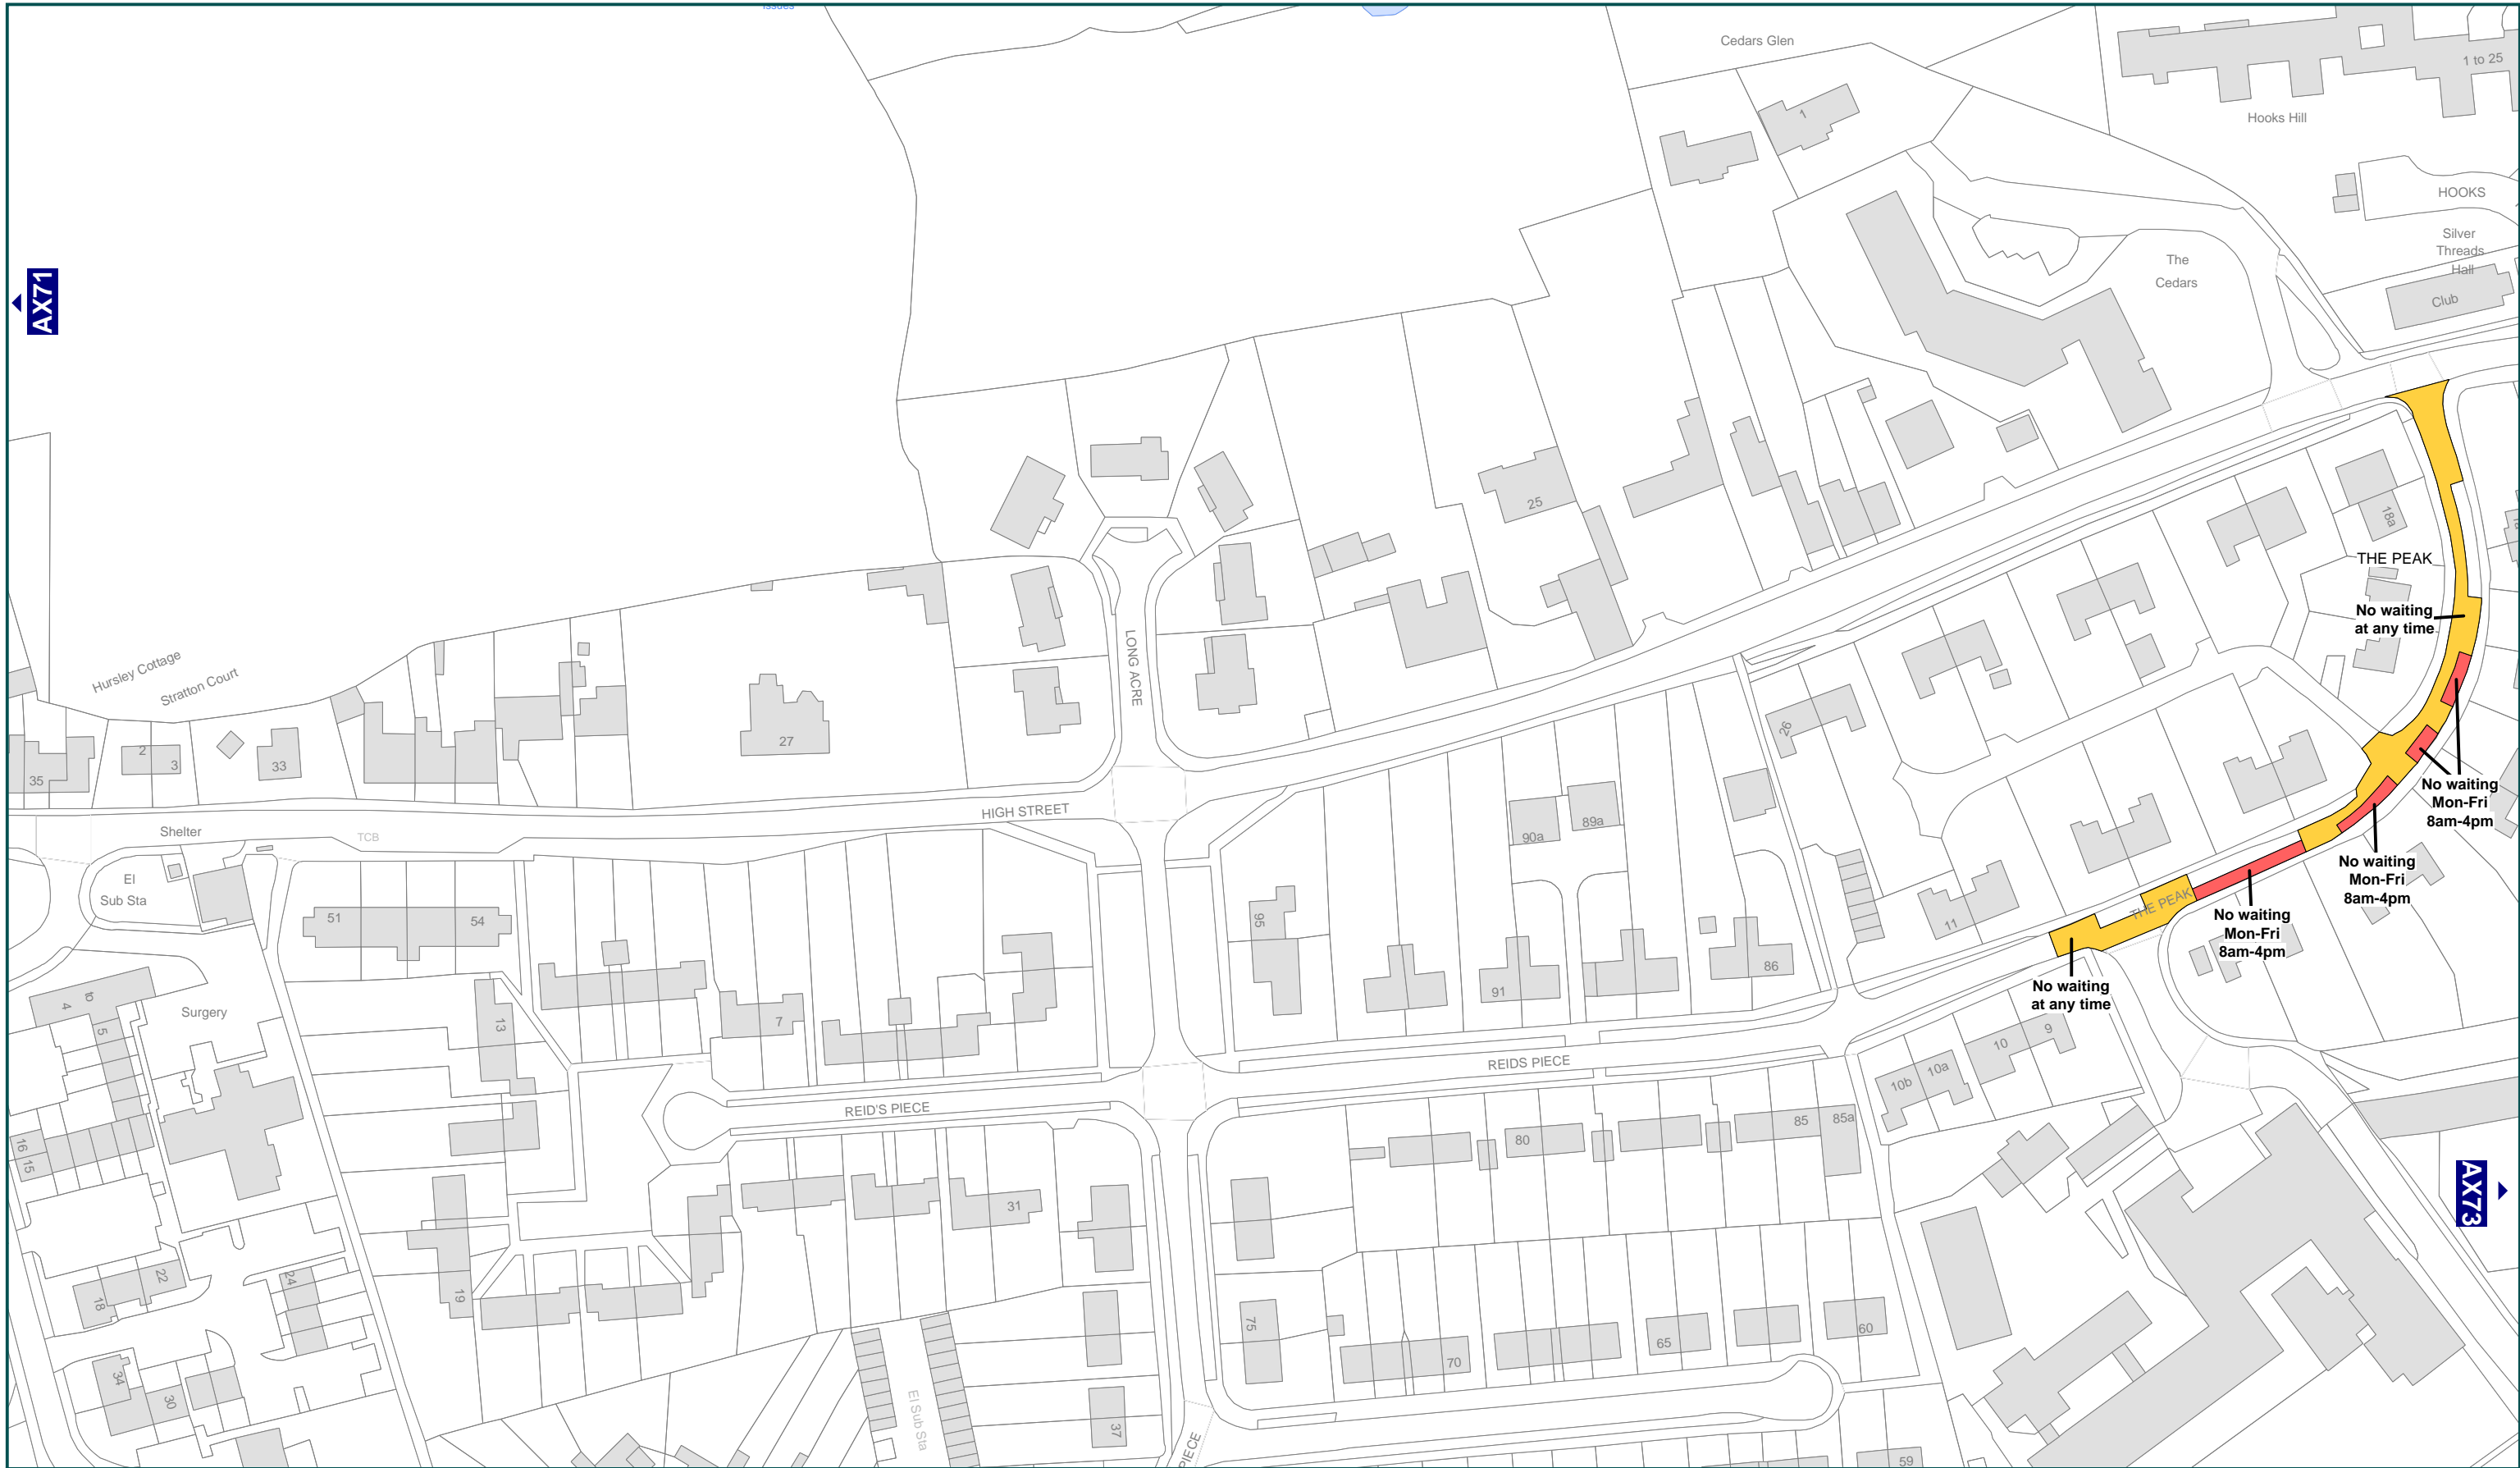 Issues
Cedars Glen
1 to 25
1
Hooks Hill
HOOKS
Silver
Threads
Hall
Club
The
Cedars
AX71
25
18a
THE PEAK
No waiting
at any time
LONG ACRE
Hursley Cottage
Stratton Court
27
26
2
3
33
35
No waiting
Mon-Fri
8am-4pm
HIGH STREET
Shelter
TCB
90a
89a
No waiting
Mon-Fri
8am-4pm
El
Sub Sta
51
54
95
11
THE PEAK
No waiting
Mon-Fri
8am-4pm
86
91
No waiting
at any time
4
to
5
Surgery
13
7
9
10
10a
10b
REIDS PIECE
REID'S PIECE
80
85
85a
16
15
31
AX73
22
18
24
19
75
70
65
60
34
30
El Sub Sta
37
PIECE
59